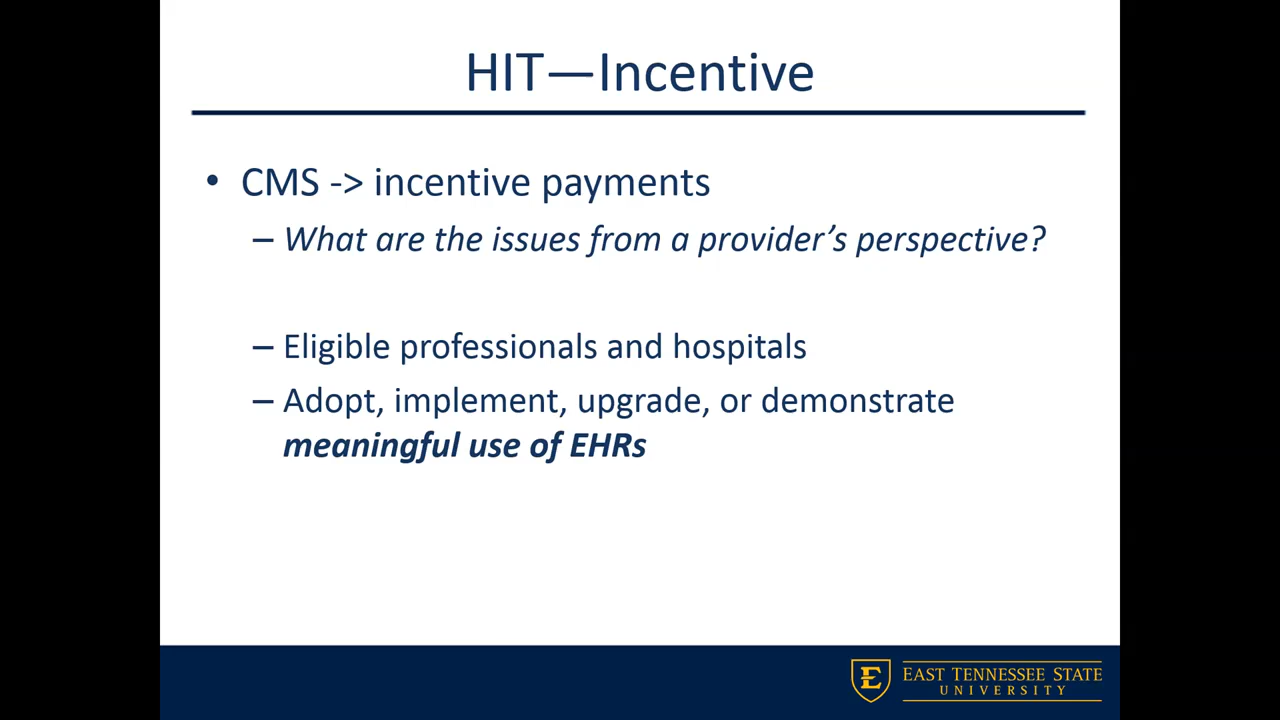 HIT—Incentive
• CMS -> incentive payments
– What are the issues from a provider’s perspective?
– Eligible professionals and hospitals
– Adopt, implement, upgrade, or demonstrate
meaningful use of EHRs
E
EAST TENNESSEE STATE
UNIVERSITY